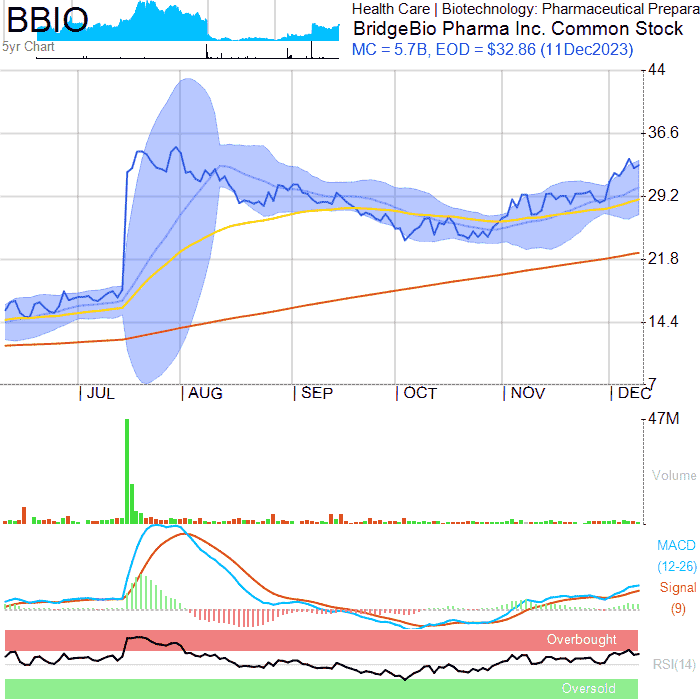 BBIO
5yr Chart
Health Care | Biotechnology: Pharmaceutical Prepara
BridgeBio Pharma Inc. Common Stock
MC = 5.7B, EOD = $32.86 (11Dec2023)
44
36.6
29.2
21.8
14.4
7
JUL AUG SEP OCT NOV DEC
47M
Volume
MACD
(12-26)
Signal
(9)
Overbought
RSI(14)
Oversold